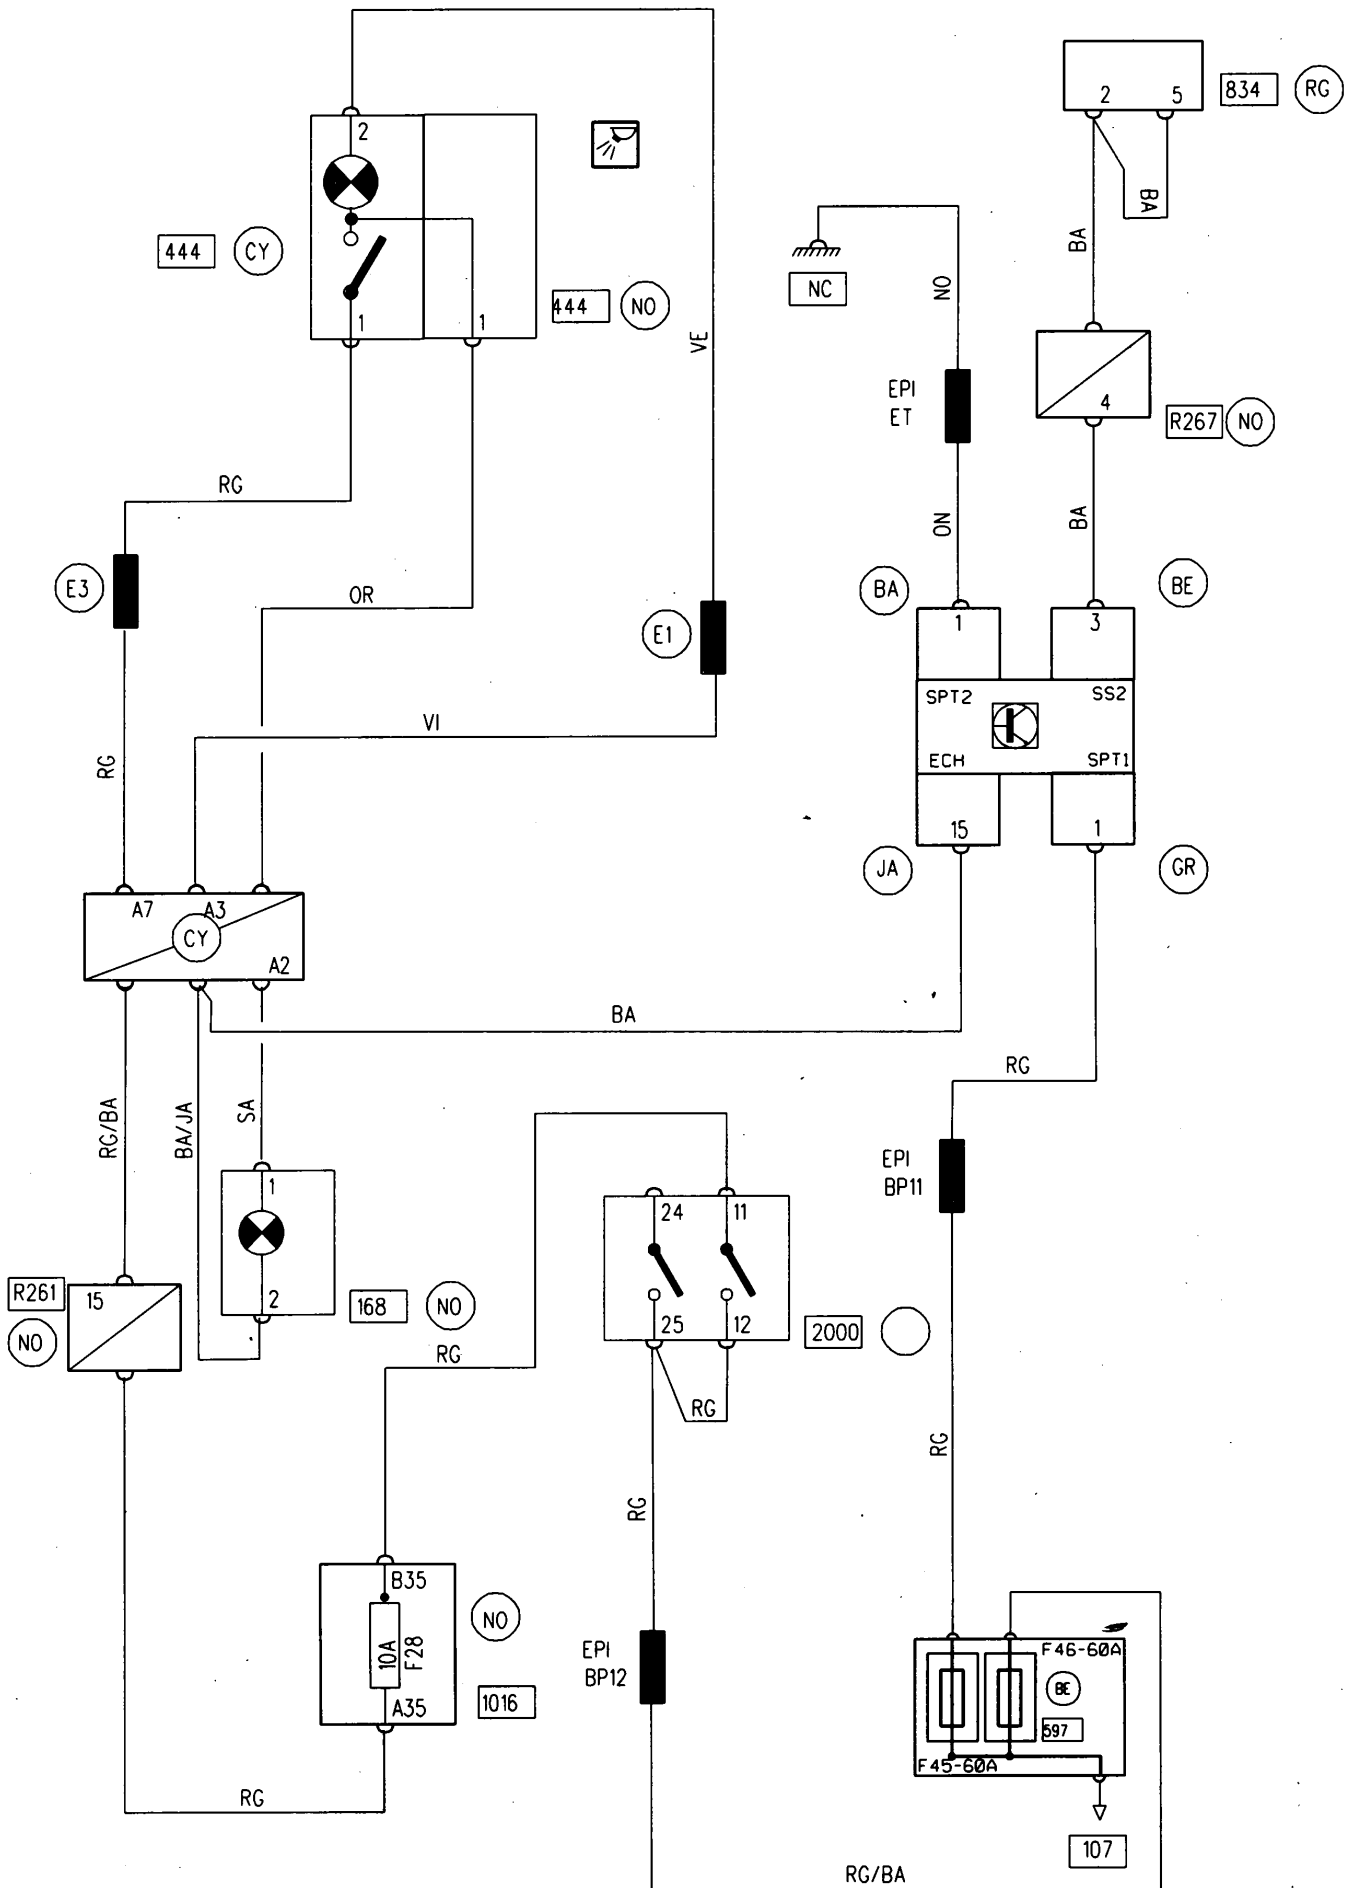 834
RG
2 5
BA
BA
2
444
CY
1
1
444
NO
VE
NC
NO
EPI
ET
4
R267
NO
RG
ON
BA
E3
OR
E1
BA
BE
1
3
SPT2
SS2
ECH
SPT1
15
1
JA
GR
VI
RG
A7
A3
CY
A2
BA
RG
RG/BA
BA/JA
SA
EPI
BP11
1
2
168
NO
R261
15
NO
24
11
25
12
2000
RG
RG
RG
RG
B35
10A
F28
NO
A35
1016
EPI
BP12
F46-60A
BE
597
F45-60A
RG
107
RG/BA